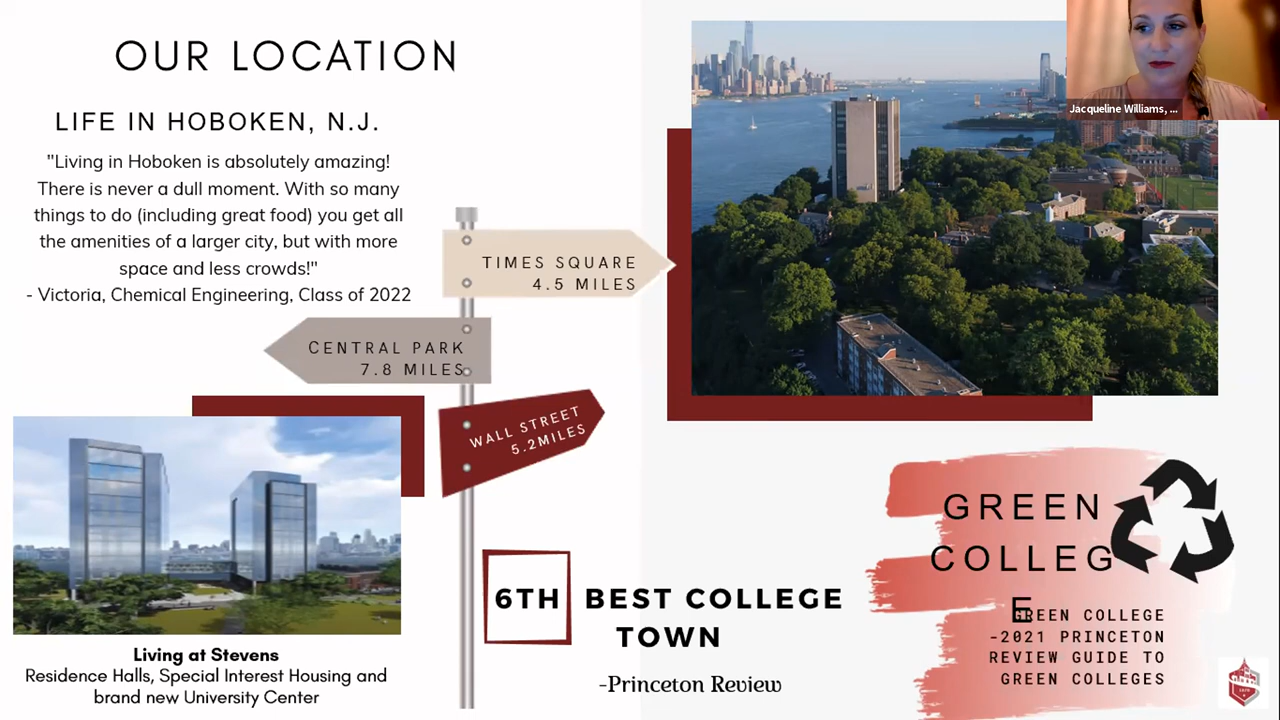 OUR LOCATION
LIFE IN HOBOKEN, N.J.
"Living in Hoboken is absolutely amazing!
There is never a dull moment. With so many
things to do (including great food) you get all
the amenities of a larger city, but with more
space and less crowds!"
- Victoria, Chemical Engineering, Class of 2022
TIMES SQUARE
4.5 MILES
CENTRAL PARK
7.8 MILES
WALL STREET
5.2MILES
Living at Stevens
Residence Halls, Special Interest Housing and
brand new University Center
6TH BEST COLLEGE
TOWN
-Princeton Review
Jacqueline Williams, ...
GREEN
COLLEG
E
GREEN COLLEGE
-2021 PRINCETON
REVIEW GUIDE TO
GREEN COLLEGES